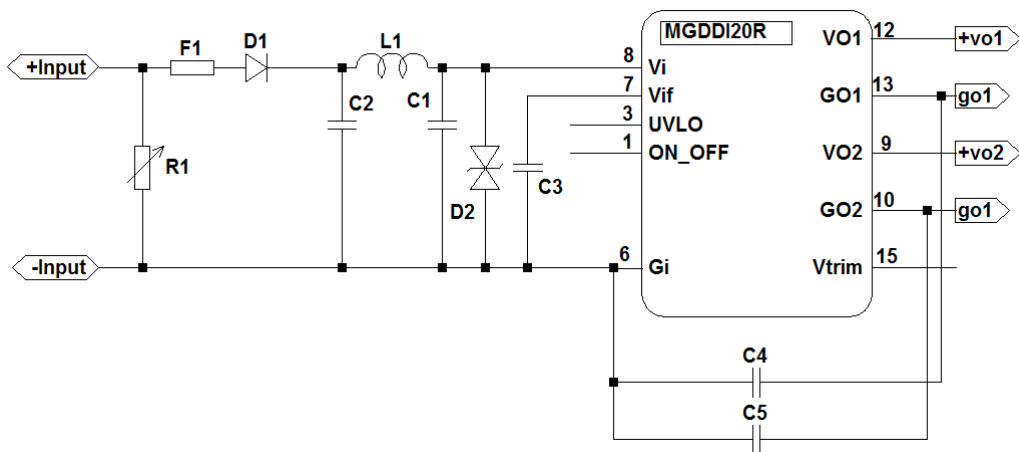 MGDDI20R
F1
D1
L1
+Input
C2
C1
R1
D2
C3
-Input
8
Vi
7
Vif
3
UVLO
1
ON_OFF
6
Gi
VO1
12
+vo1
GO1
13
go1
VO2
9
+vo2
GO2
10
go1
Vtrim
15
C4
C5